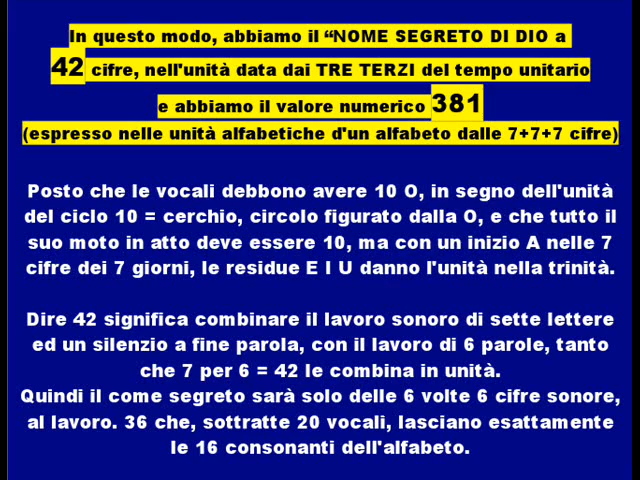 In questo modo, abbiamo il “NOME SEGRETO DI DIO a
42 cifre, nell'unità data dai TRE TERZI del tempo unitario
e abbiamo il valore numerico 381
(espresso nelle unità alfabetiche d'un alfabeto dalle 7+7+7 cifre)
Posto che le vocali debbono avere 10 O, in segno dell'unità
del ciclo 10 = cerchio, circolo figurato dalla O, e che tutto il
suo moto in atto deve essere 10, ma con un inizio A nelle 7
cifre dei 7 giorni, le residue E I U danno l'unità nella trinità.
Dire 42 significa combinare il lavoro sonoro di sette lettere
ed un silenzio a fine parola, con il lavoro di 6 parole, tanto
che 7 per 6 = 42 le combina in unità.
Quindi il come segreto sarà solo delle 6 volte 6 cifre sonore,
al lavoro. 36 che, sottratte 20 vocali, lasciano esattamente
le 16 consonanti dell'alfabeto.